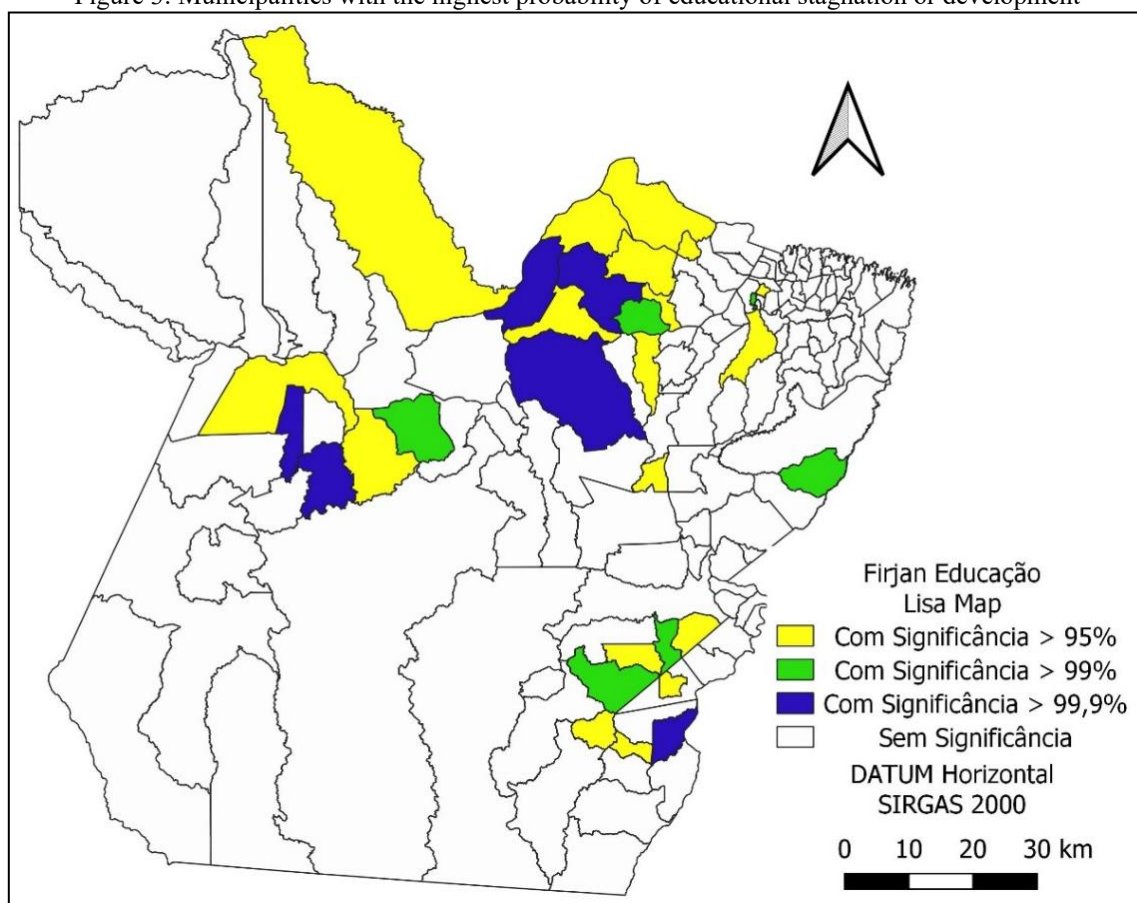 Figure 3: Municipalities with the highest probability of educational stagnation or development
Firjan Educação
Lisa Map
Com Significância > 95%
Com Significância > 99%
Com Significância > 99,9%
Sem Significância
DATUM Horizontal
SIRGAS 2000
0 10 20 30 km